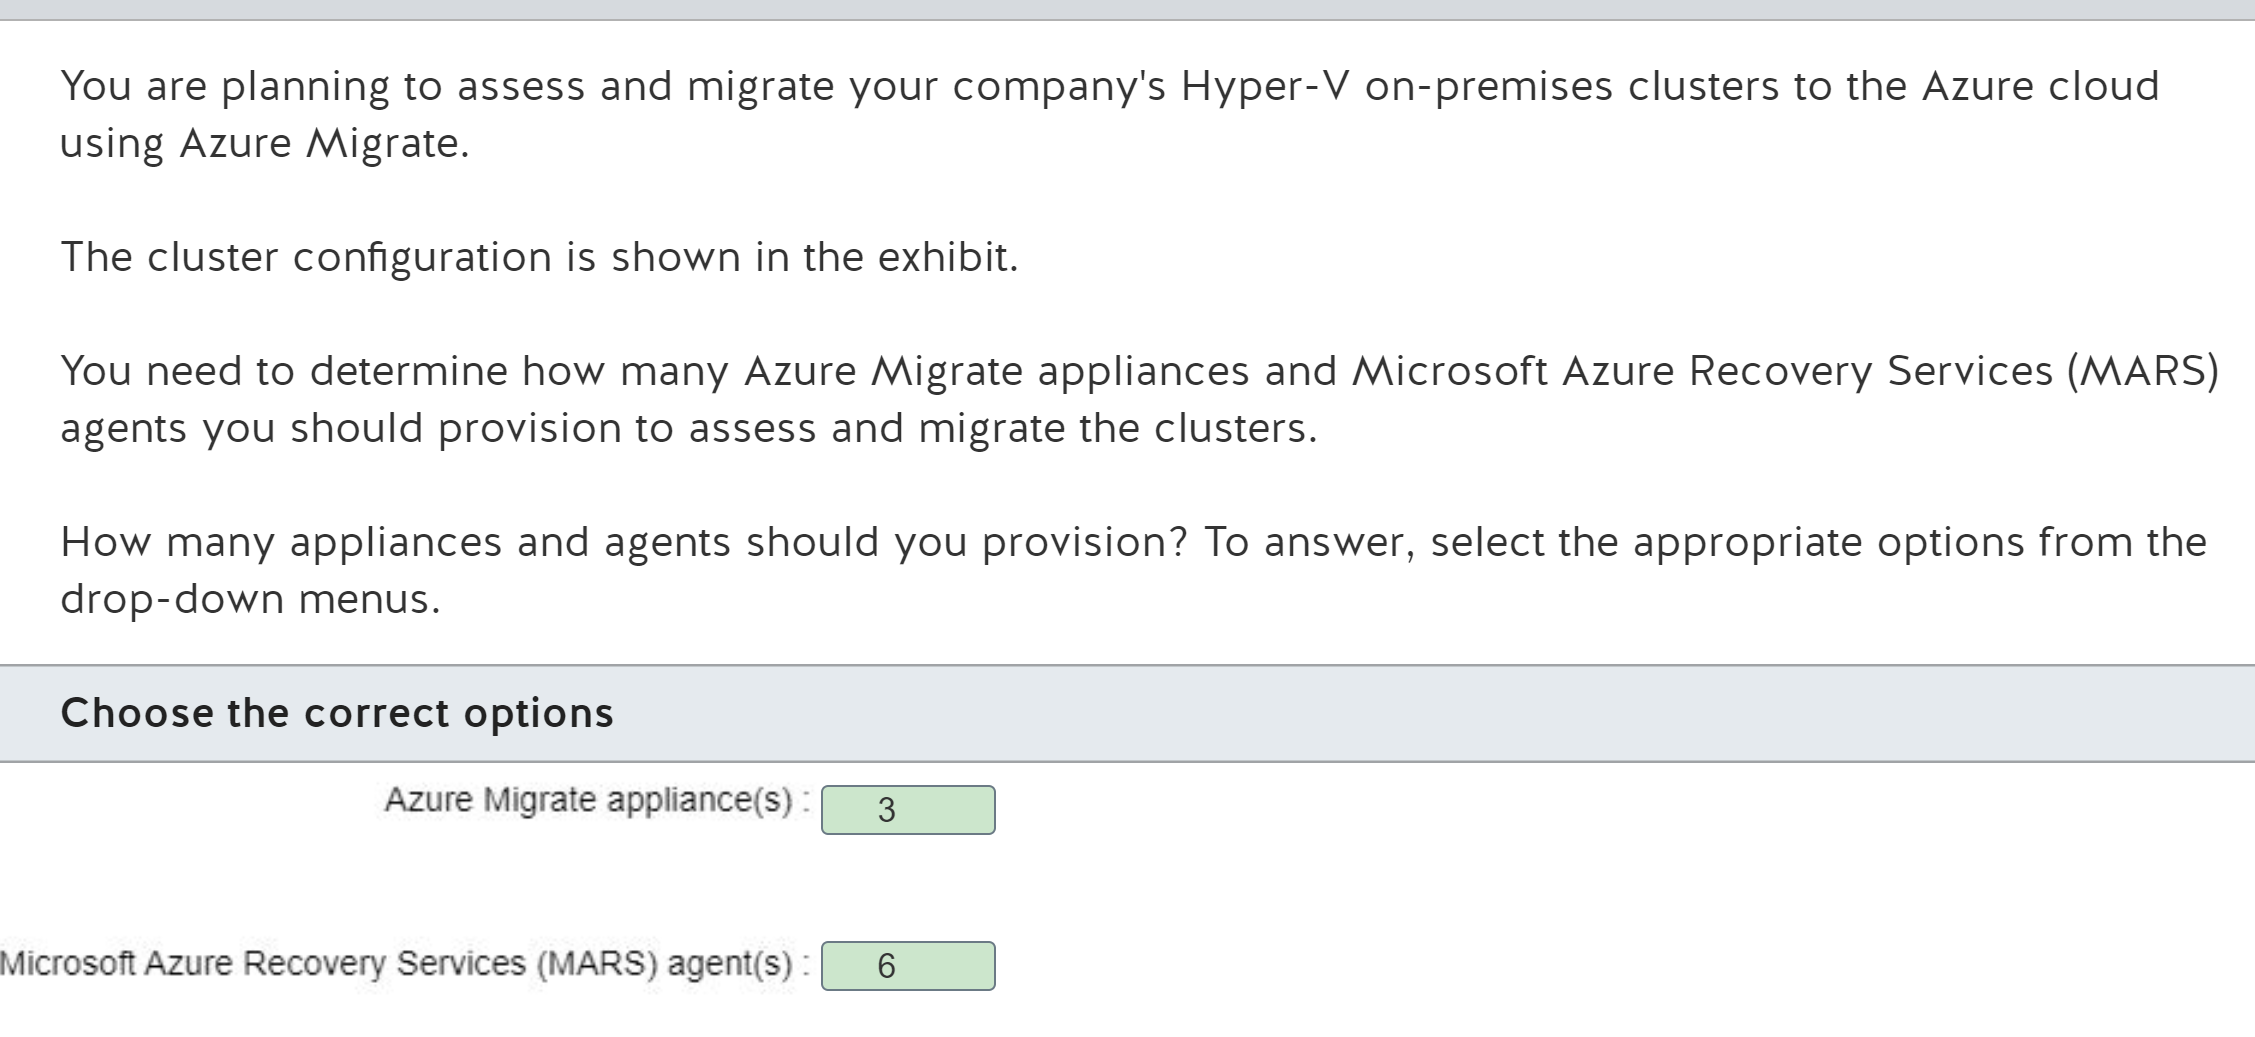 You are planning to assess and migrate your company's Hyper-V on-premises clusters to the Azure cloud
using Azure Migrate.
The cluster configuration is shown in the exhibit.
You need to determine how many Azure Migrate appliances and Microsoft Azure Recovery Services (MARS)
agents you should provision to assess and migrate the clusters.
How many appliances and agents should you provision? To answer, select the appropriate options from the
drop-down menus.
Choose the correct options
Azure Migrate appliance(s) : 3
Microsoft Azure Recovery Services (MARS) agent(s) : 6